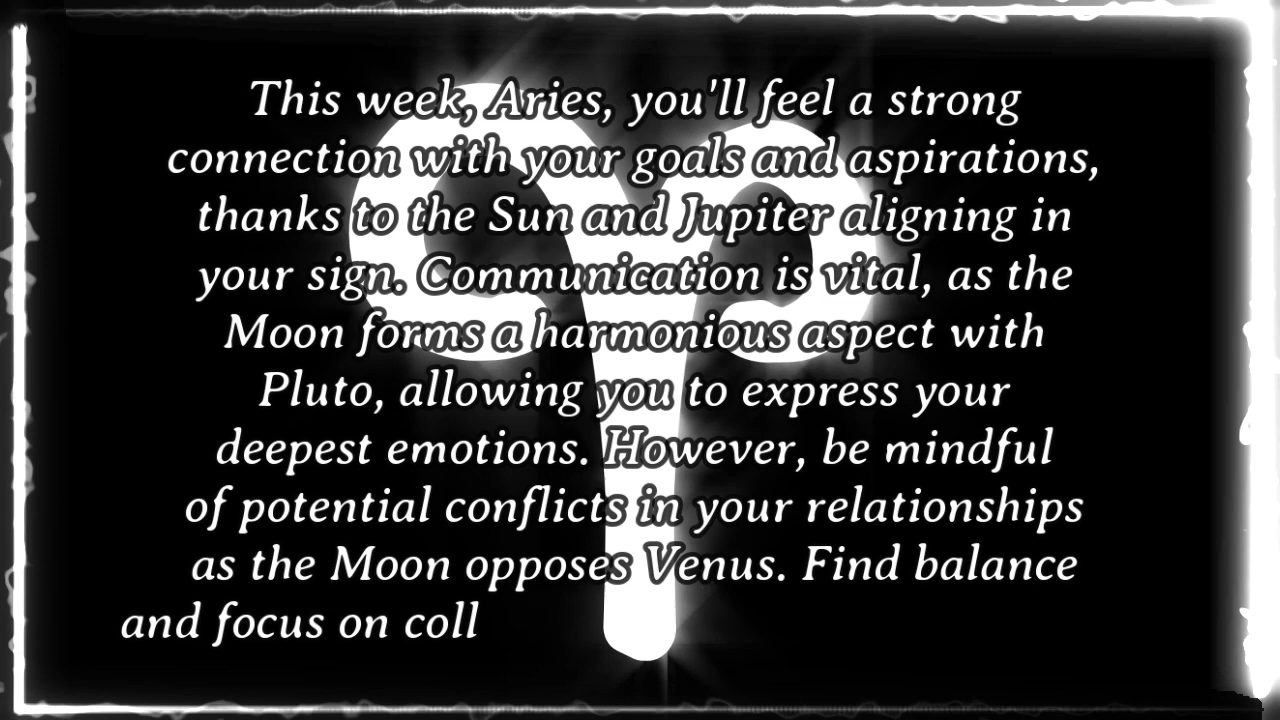 This week, Aries, you'll feel a strong
connection with your goals and aspirations,
thanks to the Sun and Jupiter aligning in
your sign. Communication is vital, as the
Moon forms a harmonious aspect with
Pluto, allowing you to express your
deepest emotions. However, be mindful
of potential conflicts in your relationships
as the Moon opposes Venus. Find balance
and focus on coll